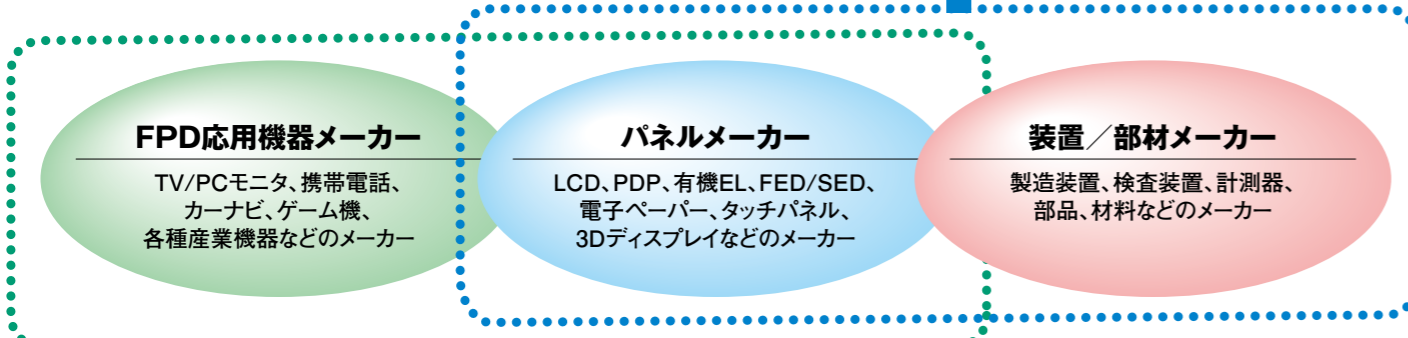 FPD応用機器メーカー
TV/PCモニタ、携帯電話、
カーナビ、ゲーム機、
各種産業機器などのメーカー
パネルメーカー
LCD、PDP、有機EL、FED/SED、
電子ペーパー、タッチパネル、
3Dディスプレイなどのメーカー
装置/部材メーカー
製造装置、検査装置、計測器、
部品、材料などのメーカー